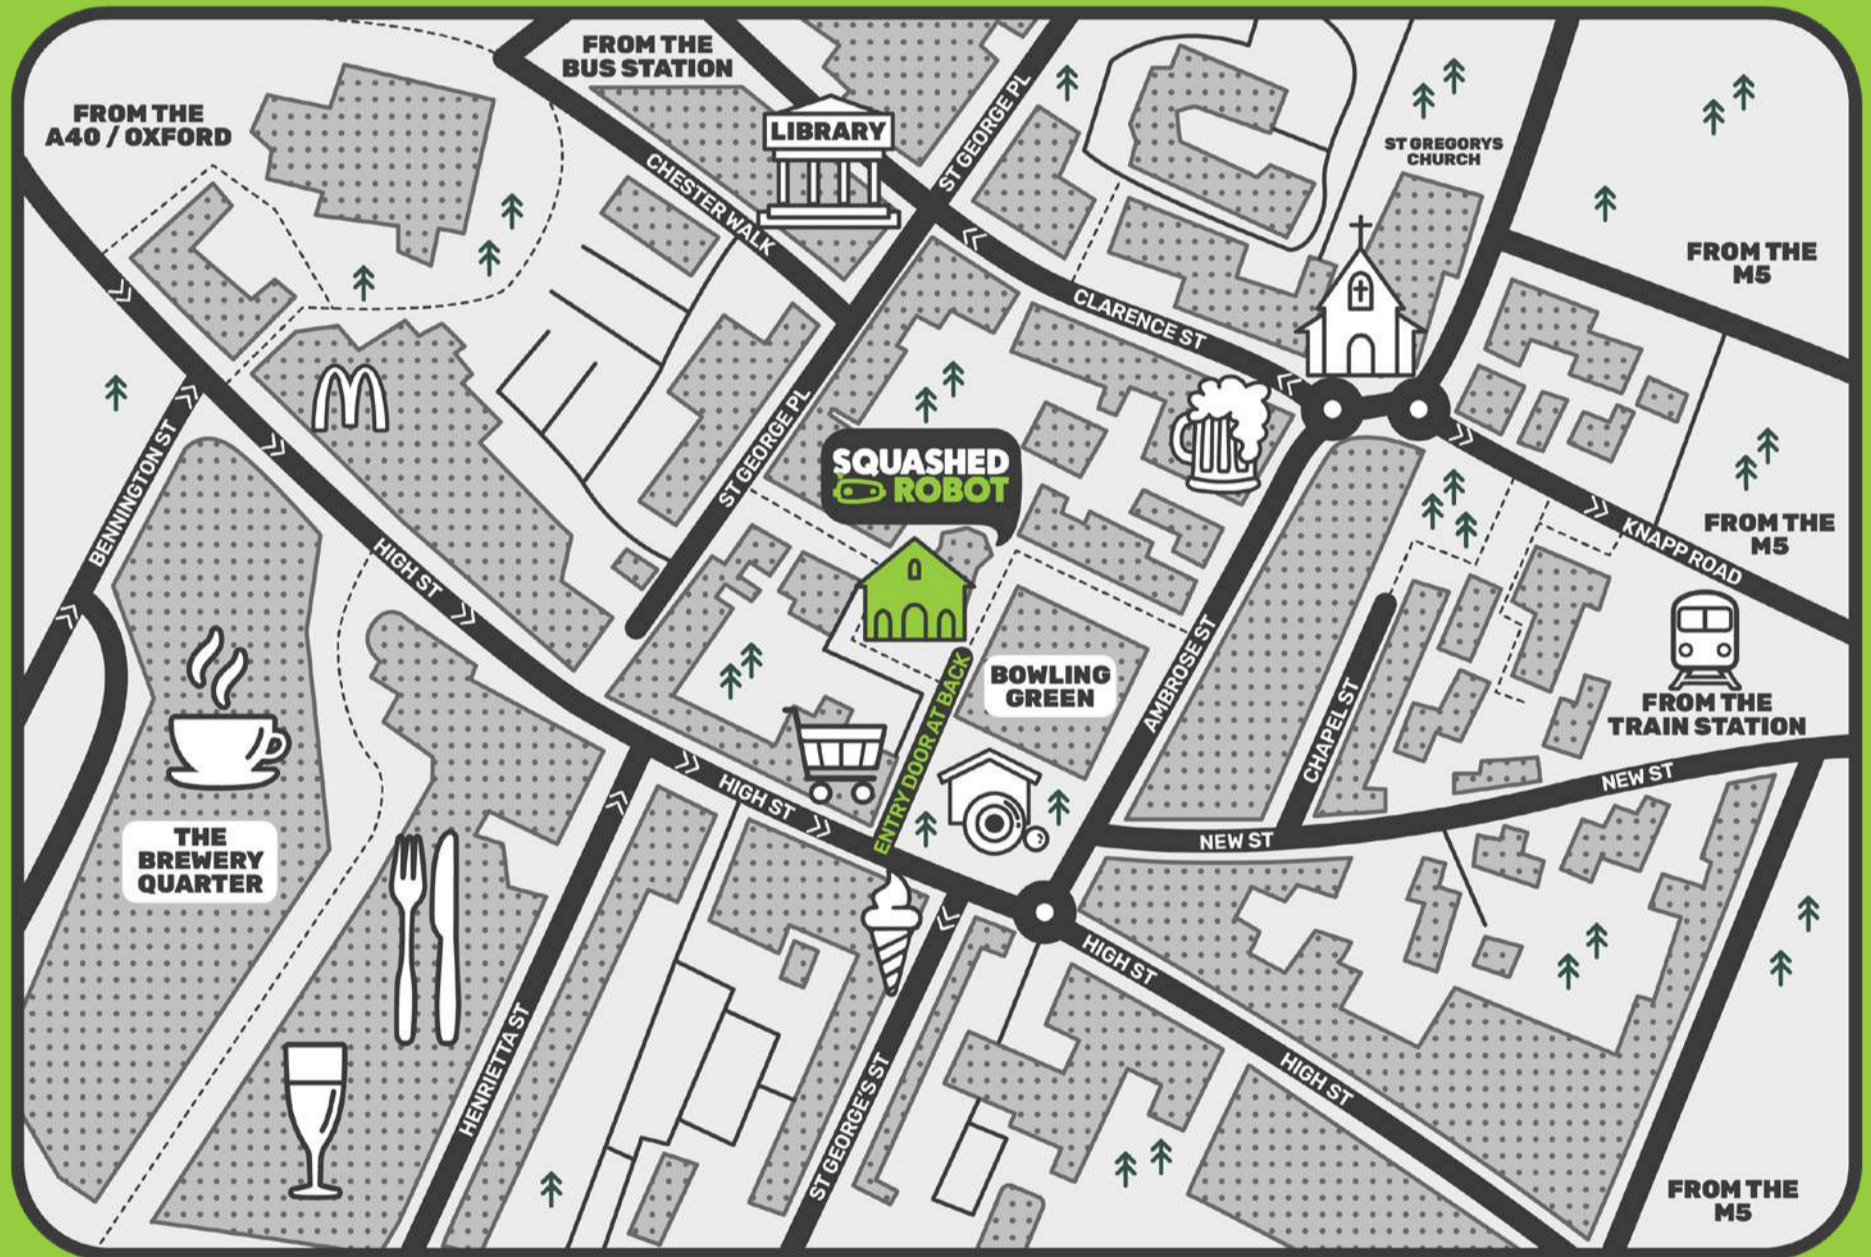 FROM THE
BUS STATION
FROM THE
A40 / OXFORD
LIBRARY
ST GEORGE PL
ST GREGORYS
CHURCH
CHESTER WALK
FROM THE
M5
CLARENCE ST
ST GEORGE PL
SQUASHED
ROBOT
BENNINGTON ST
HIGH ST
FROM THE
M5
KNAPP ROAD
BOWLING
GREEN
AMBROSE ST
CHAPEL ST
FROM THE
TRAIN STATION
ENTRY DOOR AT BACK
HIGH ST
NEW ST
NEW ST
THE
BREWERY
QUARTER
HIGH ST
HENRIETTA ST
ST GEORGE'S ST
HIGH ST
FROM THE
M5